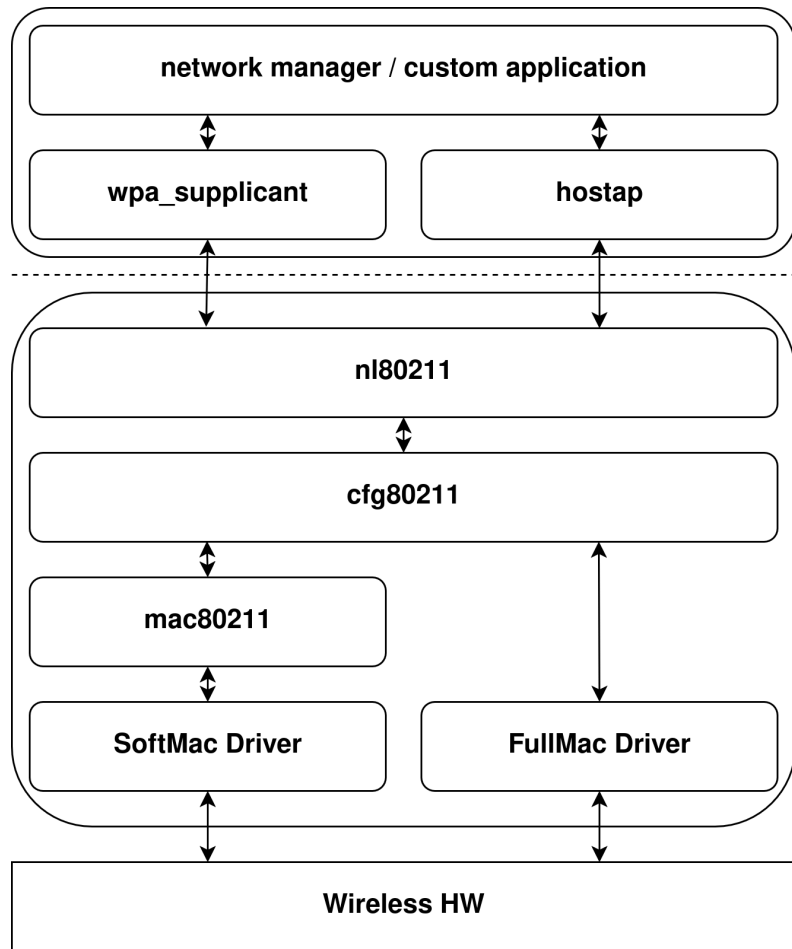 network manager / custom application
wpa_supplicant
hostap
nl80211
cfg80211
mac80211
SoftMac Driver
FullMac Driver
Wireless HW